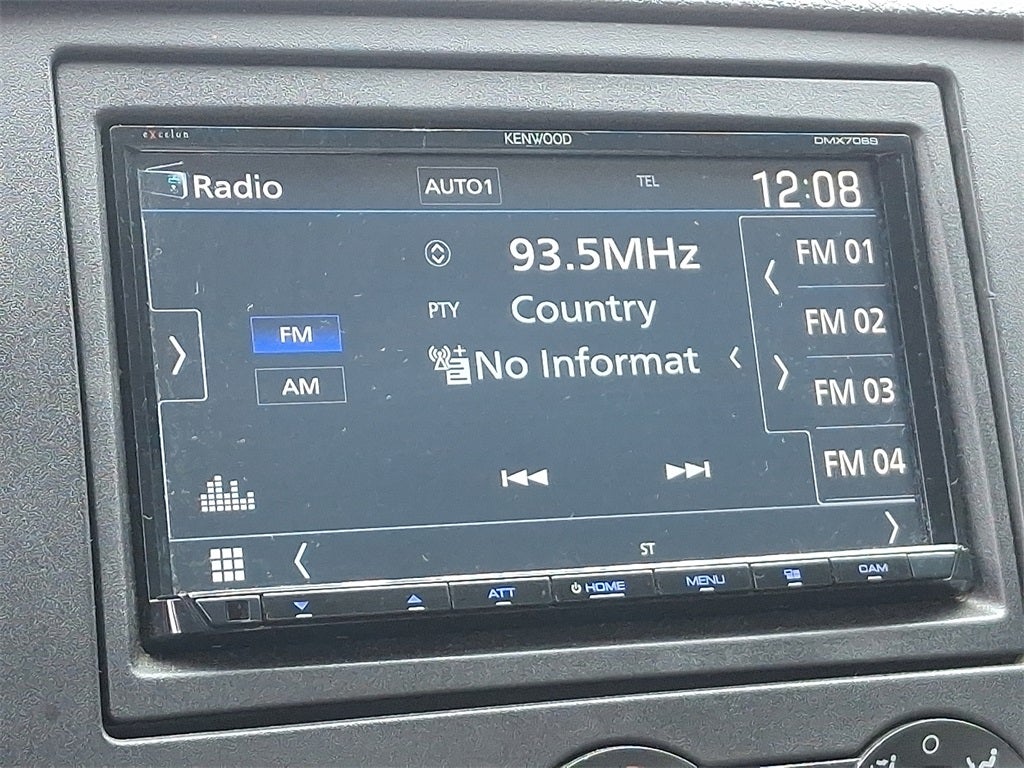 eXcelon KENWOOD DMX7069
Radio AUTO1 TEL 12:08
93.5MHz
PTY Country
No Informat
FM
AM
FM 01
FM 02
FM 03
FM 04
ST
ATT HOME MENU CAM